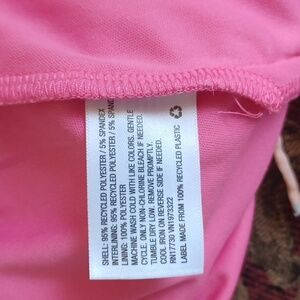 SHELL: 95% RECYCLED POLYESTER / 5% SPANDEX
INTERLINING: 95% RECYCLED POLYESTER / 5% SPANDEX
LINING: 100% POLYESTER
MACHINE WASH COLD WITH LIKE COLORS. GENTLE
CYCLE. ONLY NON-CHLORINE BLEACH IF NEEDED.
TUMBLE DRY LOW. REMOVE PROMPTLY.
COOL IRON ON REVERSE SIDE IF NEEDED.
RN17730 VN1973322
LABEL MADE FROM 100% RECYCLED PLASTIC